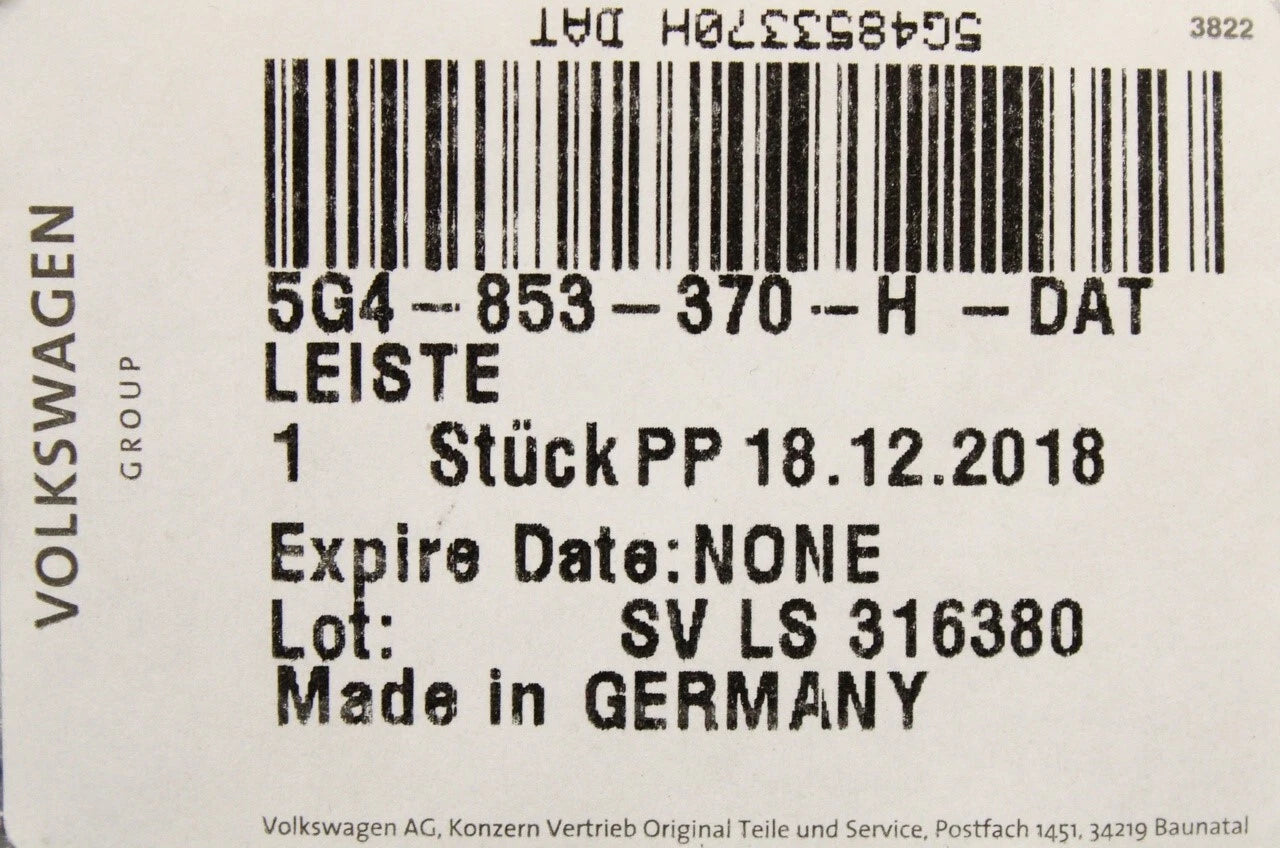 5G4853370H DAT
3822
5G4-853-370-H -DAT
LEISTE
1 Stück PP 18.12.2018
Expire Date:NONE
Lot: SV LS 316380
Made in GERMANY
VOLKSWAGEN
GROUP
Volkswagen AG, Konzern Vertrieb Original Teile und Service, Postfach 1451, 34219 Baunatal